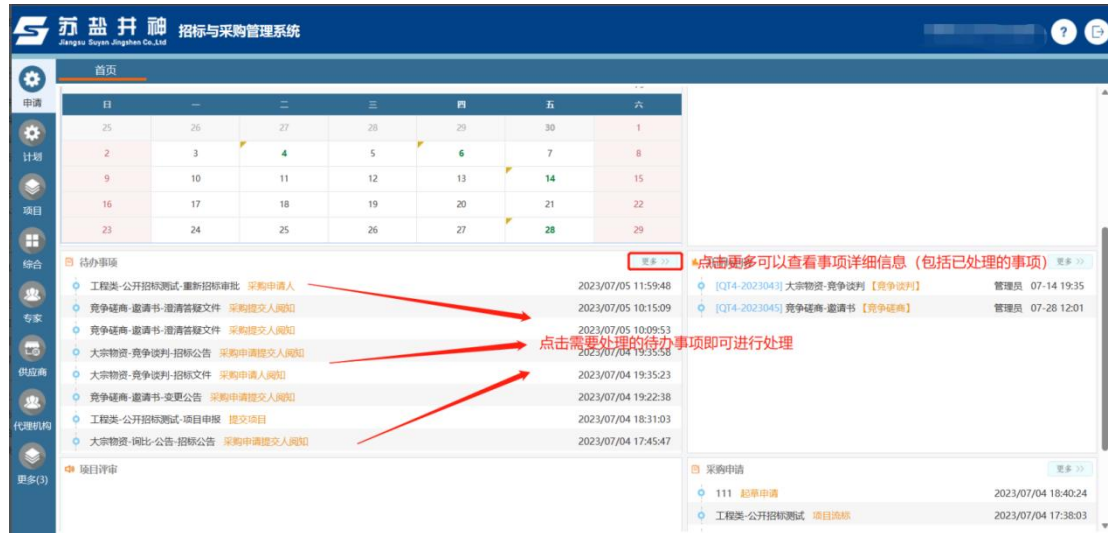 苏盐井神 招标与采购管理系统
Jiangsu Suyan Jingshen Co.,Ltd
?
首页
申请
计划
项目
综合
专家
供应商
代理机构
更多(3)
日 一 二 三 四 五 六
25 26 27 28 29 30 1
2 3 4 5 6 7 8
9 10 11 12 13 14 15
16 17 18 19 20 21 22
23 24 25 26 27 28 29
待办事项 更多 >>
工程类-公开招标测试-重新招标审批 采购申请人 2023/07/05 11:59:48
竞争磋商-邀请书-澄清答疑文件 采购提交人阅知 2023/07/05 10:15:09
竞争磋商-邀请书-澄清答疑文件 采购提交人阅知 2023/07/05 10:09:53
大宗物资-竞争谈判-招标公告 采购申请提交人阅知 2023/07/04 19:35:58
大宗物资-竞争谈判-招标文件 采购申请人阅知 2023/07/04 19:35:23
竞争磋商-邀请书-变更公告 采购申请提交人阅知 2023/07/04 19:22:38
工程类-公开招标测试-项目申报 提交项目 2023/07/04 18:31:03
大宗物资-询比-公告-招标公告 采购申请提交人阅知 2023/07/04 17:45:47
点击需要处理的待办事项即可进行处理
点击更多可以查看事项详细信息（包括已处理的事项）
更多 >>
[QT4-2023043] 大宗物资-竞争谈判 【竞争谈判】 管理员 07-14 19:35
[QT4-2023045] 竞争磋商-邀请书 【竞争磋商】 管理员 07-28 12:01
项目评审
采购申请 更多 >>
111 起草申请 2023/07/04 18:40:24
工程类-公开招标测试 项目流标 2023/07/04 17:38:03